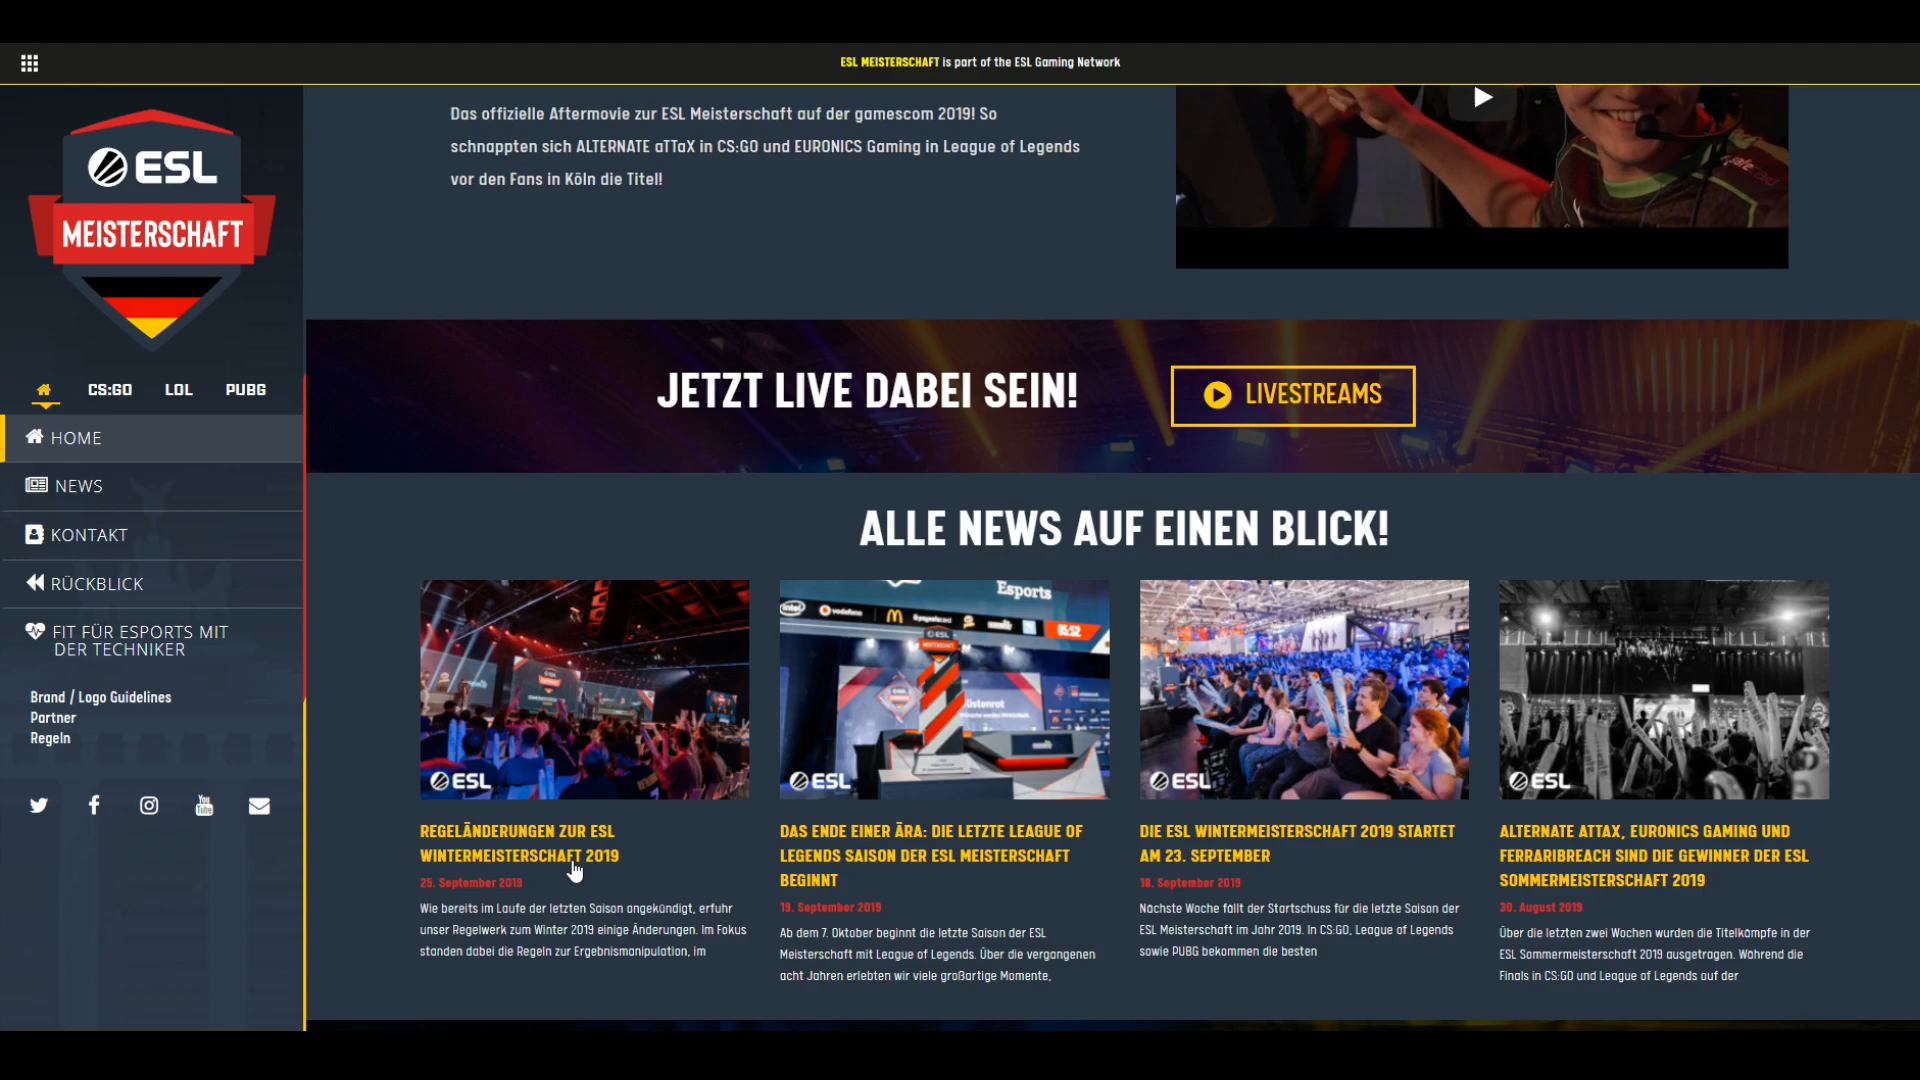 ESL MEISTERSCHAFT is part of the ESL Gaming Network
ESL
MEISTERSCHAFT
CS:GO
LOL
PUBG
HOME
NEWS
KONTAKT
RÜCKBLICK
FIT FÜR ESPORTS MIT
DER TECHNIKER
Brand / Logo Guidelines
Partner
Regeln
Das offizielle Aftermovie zur ESL Meisterschaft auf der gamescom 2019! So
schnappten sich ALTERNATE aTTaX in CS:GO und EURONICS Gaming in League of Legends
vor den Fans in Köln die Titel!
JETZT LIVE DABEI SEIN!
LIVESTREAMS
ALLE NEWS AUF EINEN BLICK!
ESL
REGELÄNDERUNGEN ZUR ESL
WINTERMEISTERSCHAFT 2019
25. September 2019
Wie bereits im Laufe der letzten Saison angekündigt, erfuhr
unser Regelwerk zum Winter 2019 einige Änderungen. Im Fokus
standen dabei die Regeln zur Ergebnismanipulation, im
Esports
intel
vodafone
05:52
ESL
ESL
DAS ENDE EINER ÄRA: DIE LETZTE LEAGUE OF
LEGENDS SAISON DER ESL MEISTERSCHAFT
BEGINNT
19. September 2019
Ab dem 7. Oktober beginnt die letzte Saison der ESL
Meisterschaft mit League of Legends. Über die vergangenen
acht Jahren erlebten wir viele großartige Momente,
ESL
DIE ESL WINTERMEISTERSCHAFT 2019 STARTET
AM 23. SEPTEMBER
18. September 2019
Nächste Woche fällt der Startschuss für die letzte Saison der
ESL Meisterschaft im Jahr 2019. In CS:GO, League of Legends
sowie PUBG bekommen die besten
ESL
ALTERNATE ATTAX, EURONICS GAMING UND
FERRARIBREACH SIND DIE GEWINNER DER ESL
SOMMERMEISTERSCHAFT 2019
30. August 2019
Über die letzten zwei Wochen wurden die Titelkämpfe in der
ESL Sommermeisterschaft 2019 ausgetragen. Während die
Finals in CS:GO und League of Legends auf der